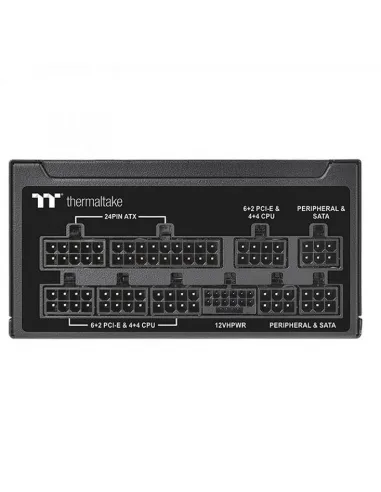 thermaltake
24PIN ATX
6+2 PCI-E &
4+4 CPU
PERIPHERAL &
SATA
6+2 PCI-E & 4+4 CPU
12VHPWR
PERIPHERAL & SATA